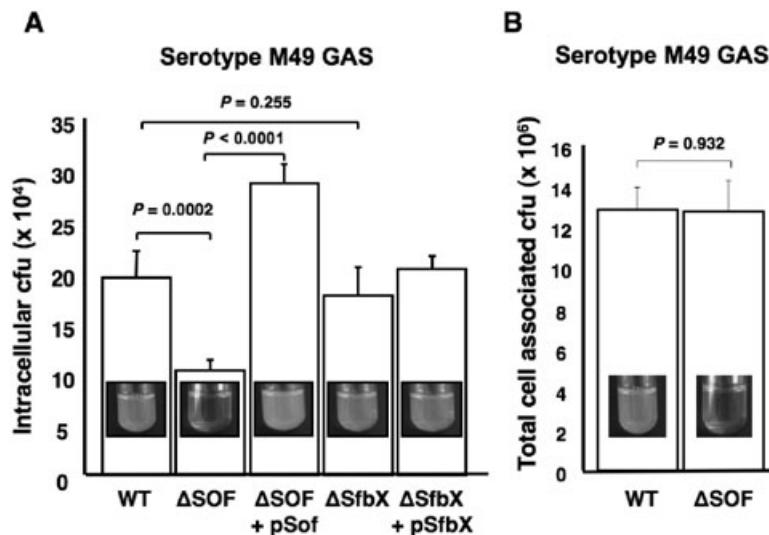 A
Serotype M49 GAS
Intracellular cfu (x 10⁴)
35
30
25
20
15
10
5
0
P = 0.255
P < 0.0001
P = 0.0002
WT
ΔSOF
ΔSOF
+ pSof
ΔSfbX
ΔSfbX
+ pSfbX
B
Serotype M49 GAS
Total cell associated cfu (x 10⁶)
16
14
12
10
8
6
4
2
0
P = 0.932
WT
ΔSOF